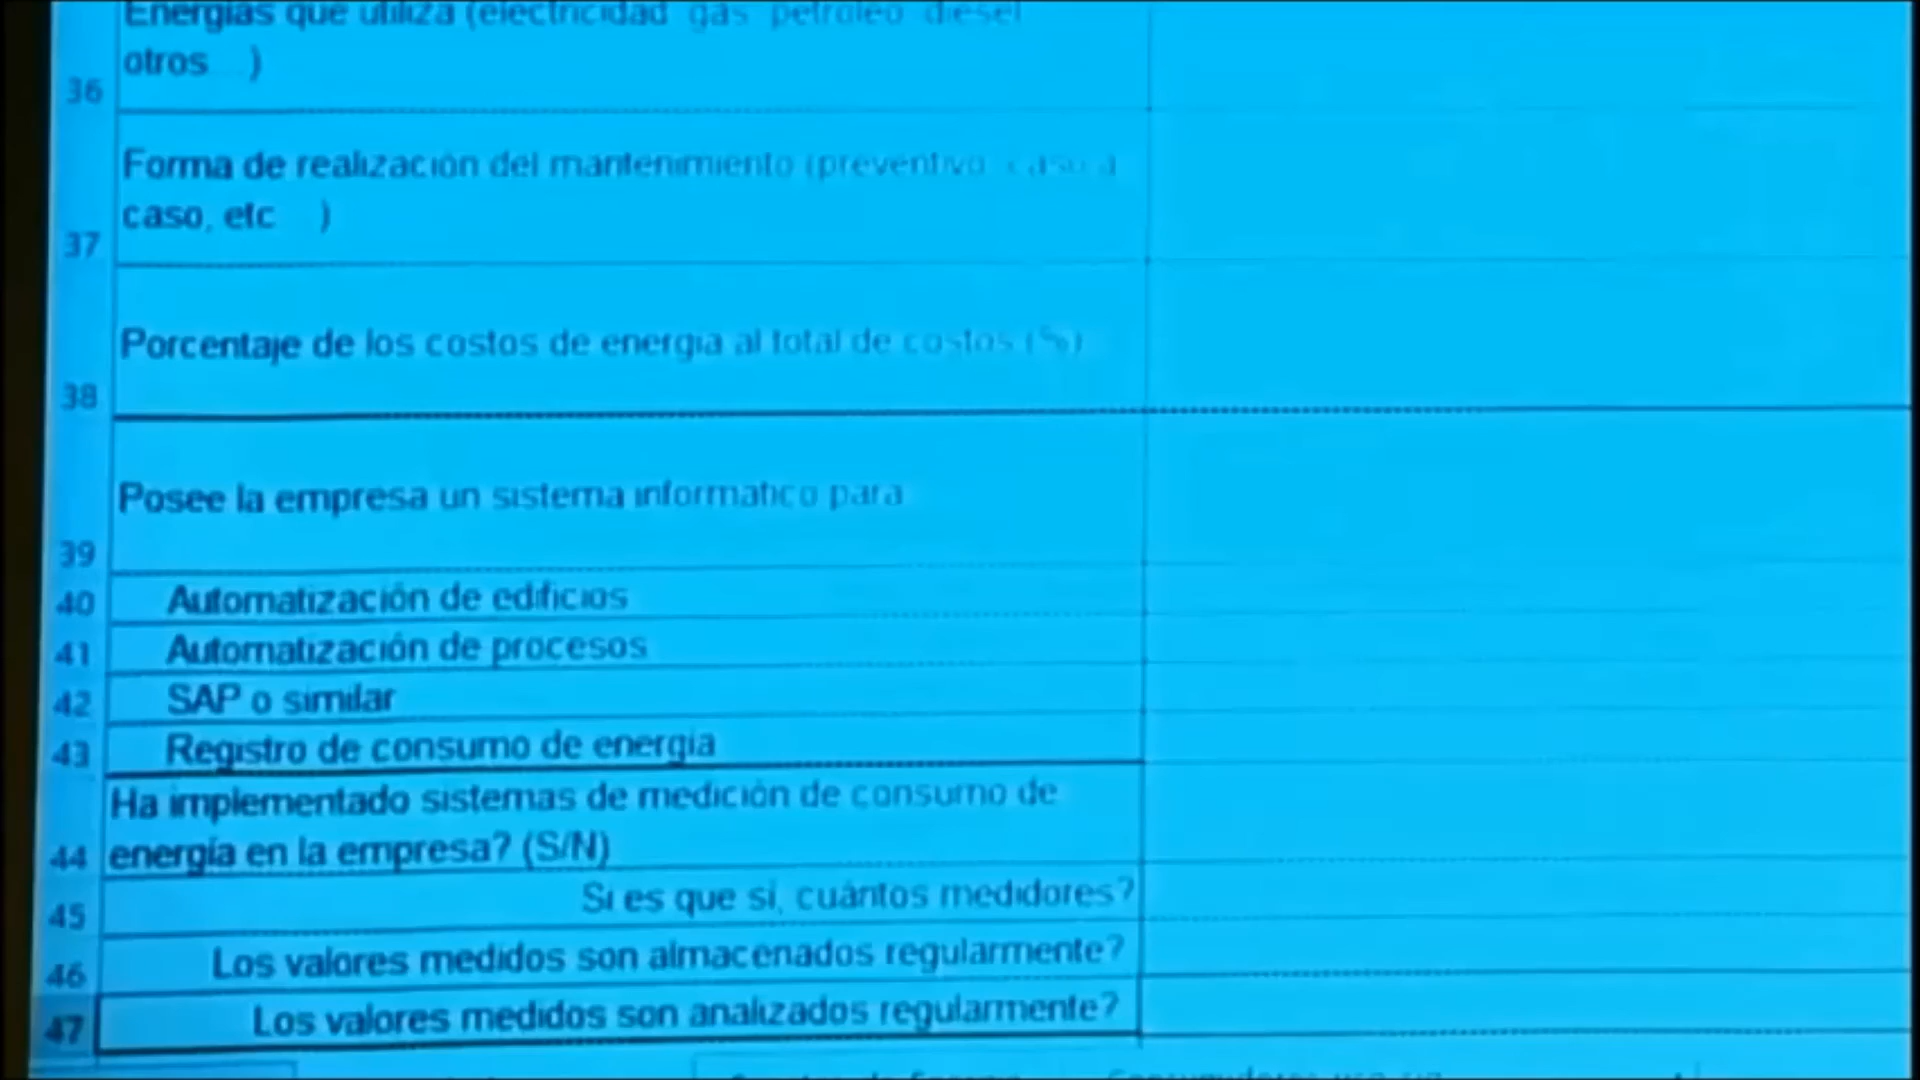 Energías que utiliza (electricidad gas petróleo diesel
otros )
36
Forma de realización del mantenimiento (preventivo, caso a
caso, etc )
37
Porcentaje de los costos de energía al total de costos (%)
38
Posee la empresa un sistema informatico para
39
40 Automatización de edificios
41 Automatización de procesos
42 SAP o similar
43 Registro de consumo de energía
Ha implementado sistemas de medición de consumo de
44 energía en la empresa? (S/N)
45 Si es que sí, cuántos medidores?
46 Los valores medidos son almacenados regularmente?
47 Los valores medidos son analizados regularmente?